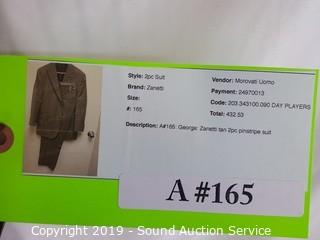 Style: 2pc Suit
Brand: Zanetti
Size:
#: 165
Vendor: Morovati Uomo
Payment: 24970013
Code: 203.343100.090 DAY PLAYERS
Total: 432.53
Description: A#165: George: Zanetti tan 2pc pinstripe suit
A #165
Copyright 2019 - Sound Auction Service